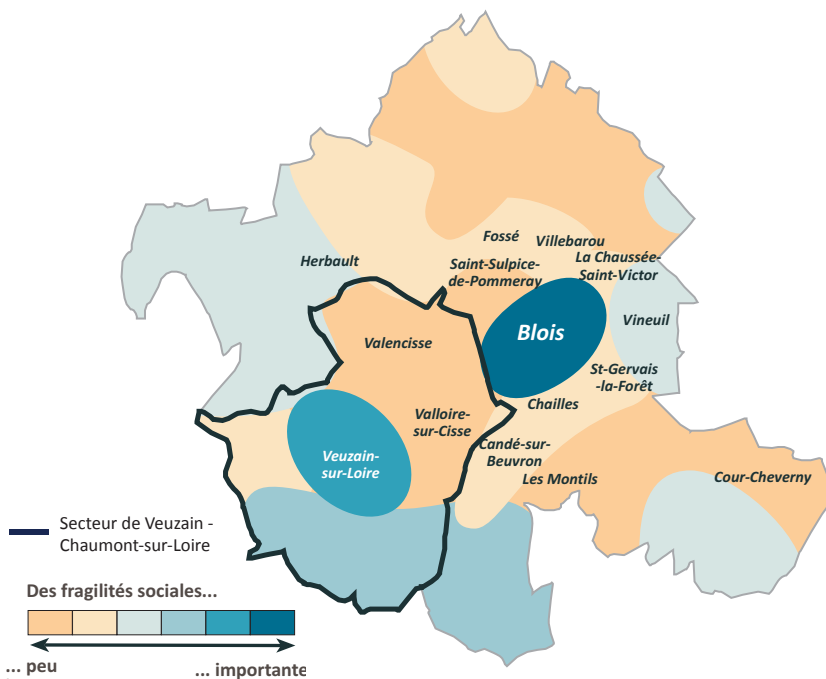 Fossé
Villebarou
La Chaussée-
Saint-Victor
Herbault
Saint-Sulpice-
de-Pommeray
Blois
Vineuil
Valencisse
St-Gervais
-la-Forêt
Chailles
Valloire-
sur-Cisse
Candé-sur-
Beuvron
Veuzain-
sur-Loire
Les Montils
Cour-Cheverny
Secteur de Veuzain -
Chaumont-sur-Loire
Des fragilités sociales...
... peu
... importante